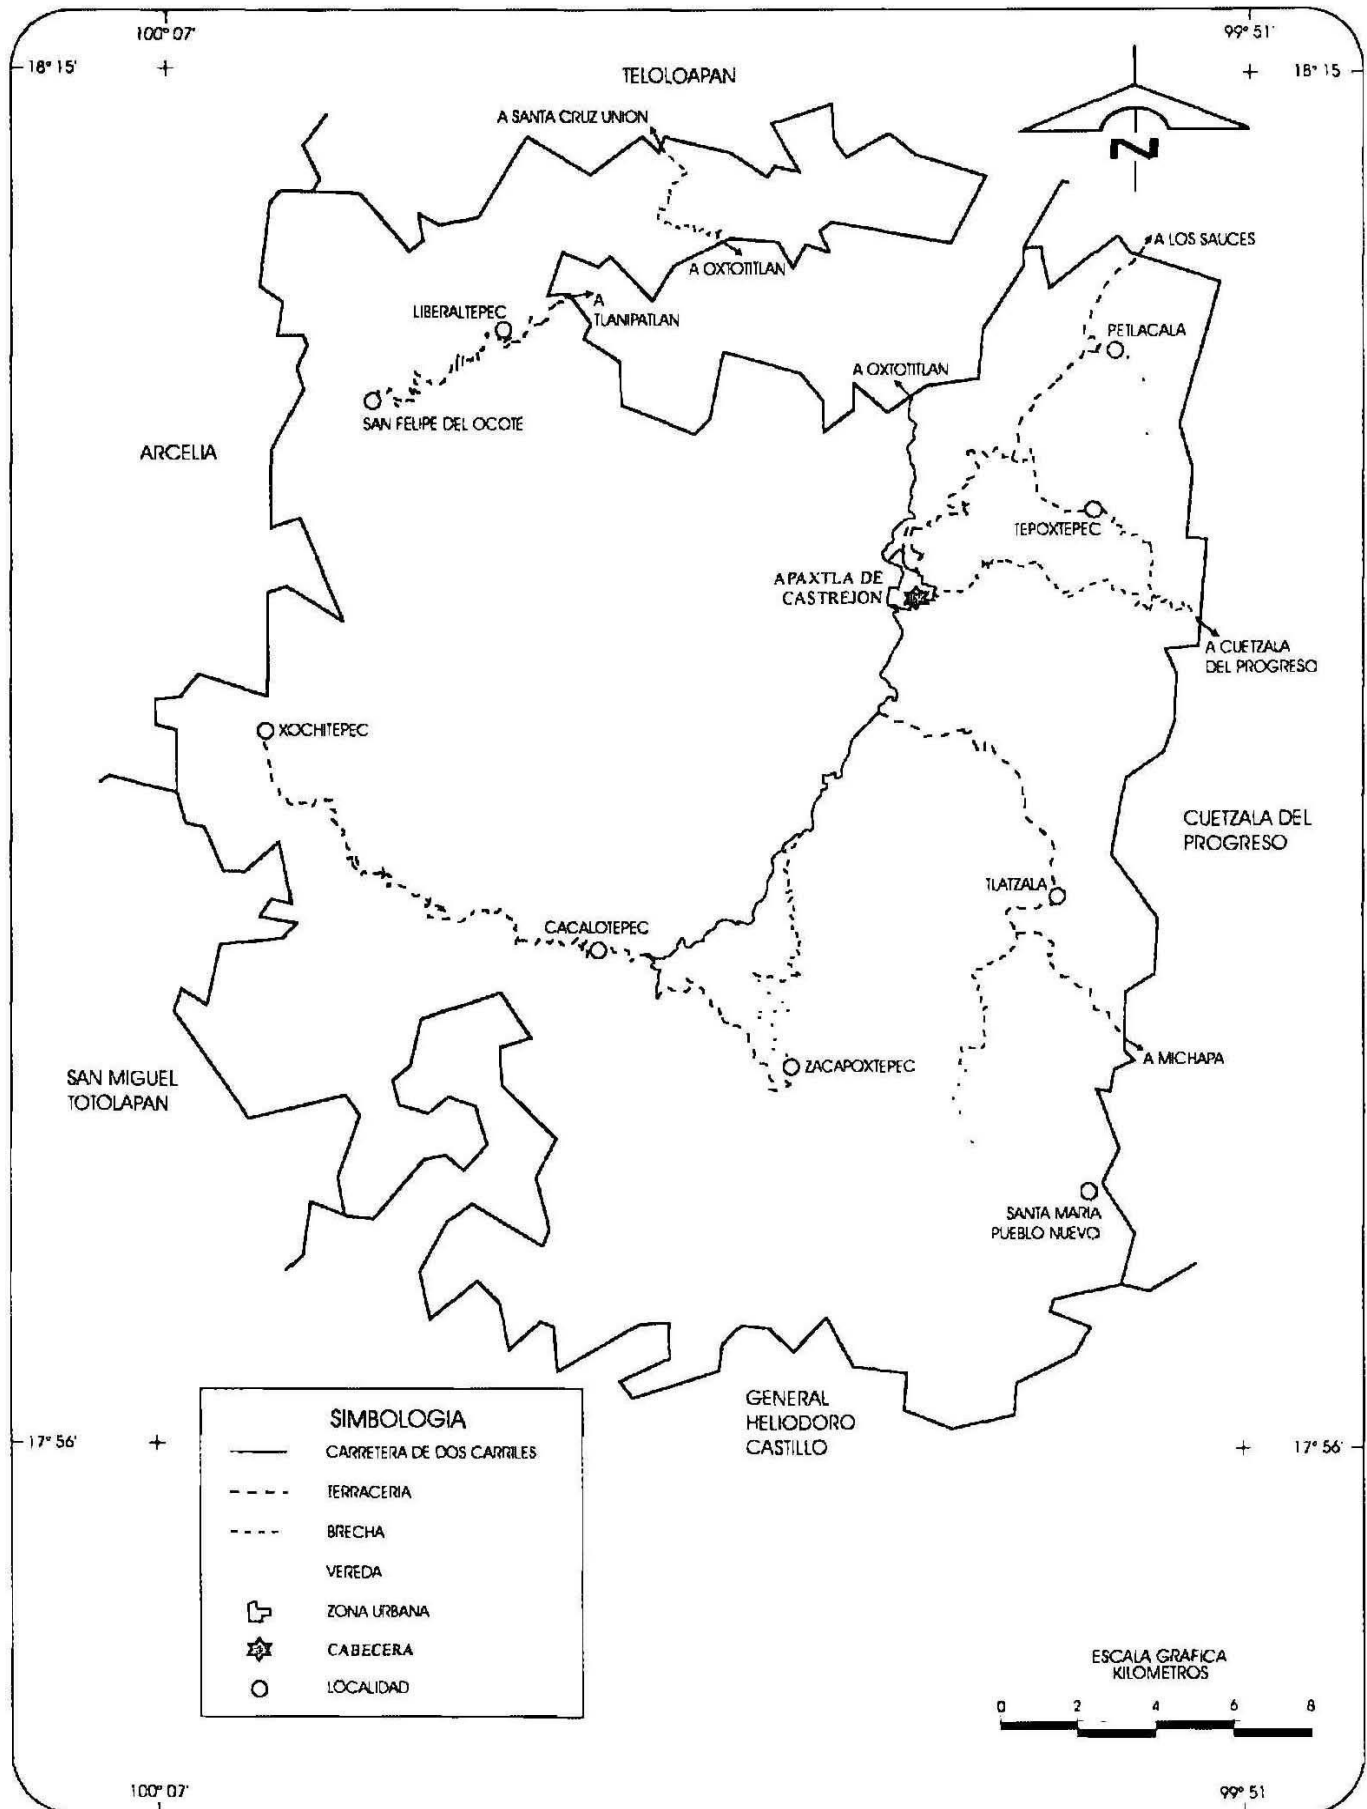 100° 07'
99° 51'
18° 15'
18° 15
TELOLOAPAN
A SANTA CRUZ UNION
N
A LOS SAUCES
A OXTOTITLAN
A
TLANIPATLAN
LIBERALTEPEC
PETLACALA
A OXTOTITLAN
SAN FELIPE DEL OCOTE
ARCELIA
TEPOXTEPEC
APAXTLA DE
CASTREJON
A CUETZALA
DEL PROGRESO
XOCHITEPEC
CUETZALA DEL
PROGRESO
TLATZALA
CACALOTEPEC
A MICHAPA
ZACAPOXTEPEC
SAN MIGUEL
TOTOLAPAN
SANTA MARIA
PUEBLO NUEVO
GENERAL
HELIODORO
CASTILLO
17° 56'
17° 56
SIMBOLOGIA
CARRETERA DE DOS CARRILES
TERRACERIA
BRECHA
VEREDA
ZONA URBANA
CABECERA
LOCALIDAD
ESCALA GRAFICA
KILOMETROS
0 2 4 6 8
100° 07'
99° 51